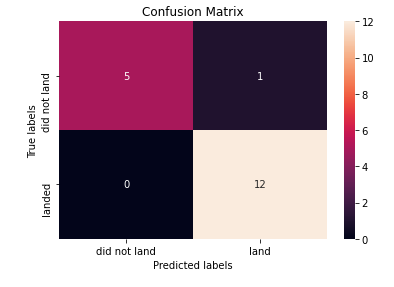 Confusion Matrix
True labels
did not land
5
1
landed
0
12
did not land
land
Predicted labels
12
10
8
6
4
2
0